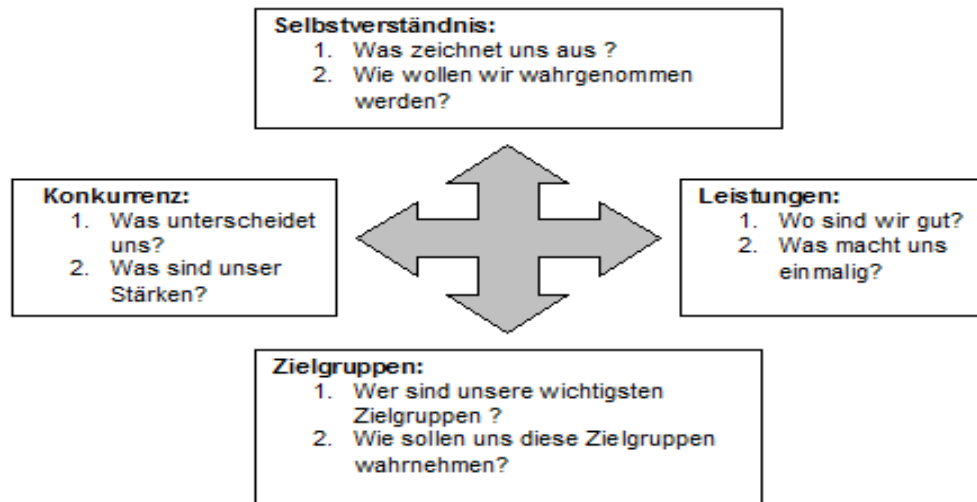 Selbstverständnis:
1. Was zeichnet uns aus ?
2. Wie wollen wir wahrgenommen
werden?
Konkurrenz:
1. Was unterscheidet
uns?
2. Was sind unser
Stärken?
Leistungen:
1. Wo sind wir gut?
2. Was macht uns
einmalig?
Zielgruppen:
1. Wer sind unsere wichtigsten
Zielgruppen ?
2. Wie sollen uns diese Zielgruppen
wahrnehmen?